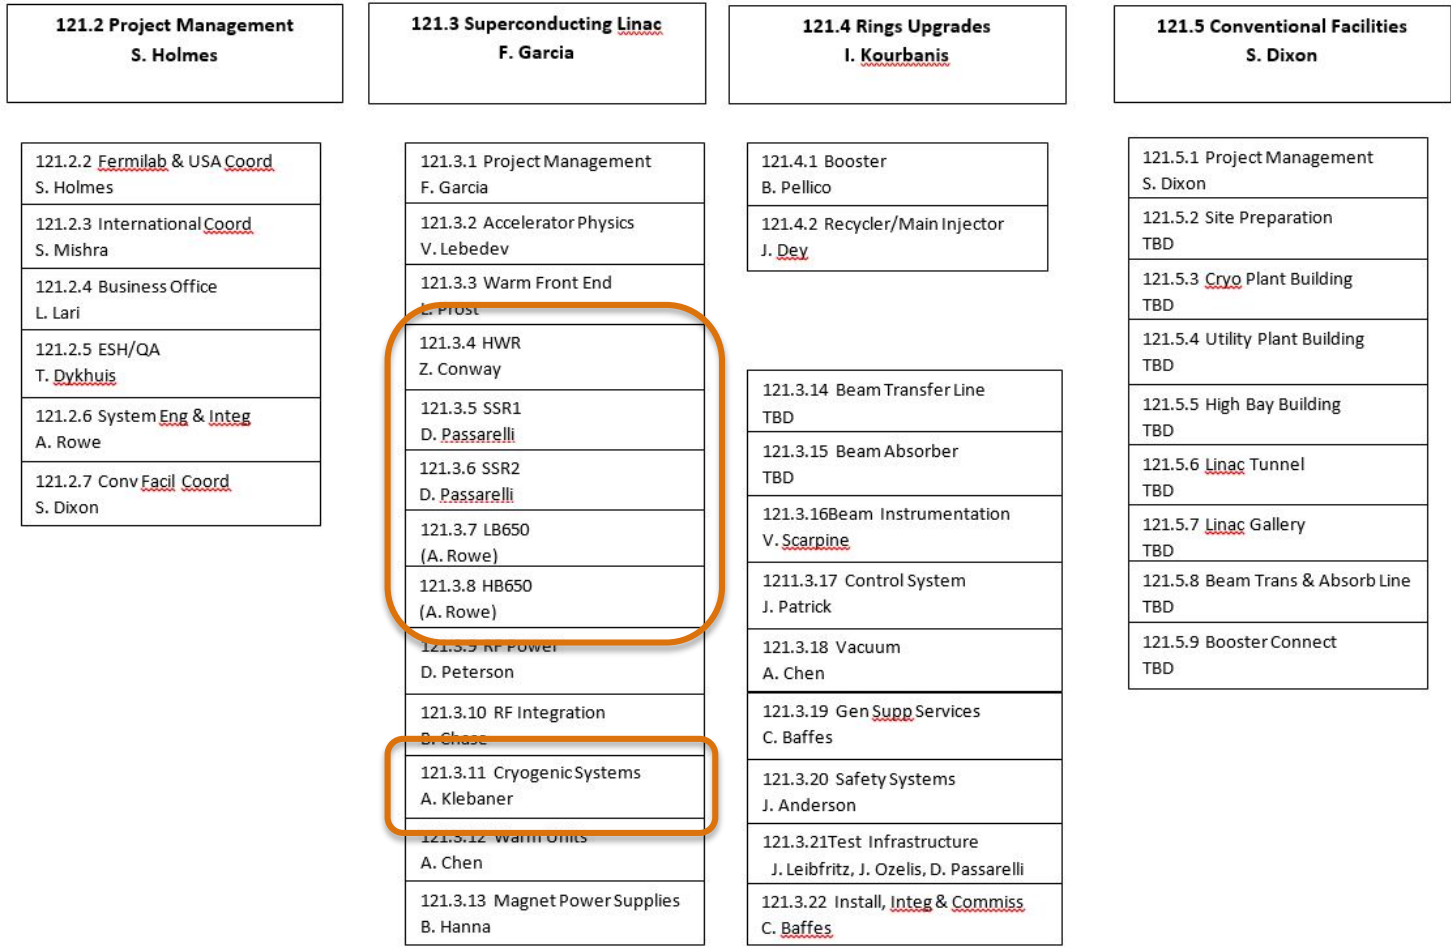 121.2 Project Management
S. Holmes
121.3 Superconducting Linac
F. Garcia
121.4 Rings Upgrades
I. Kourbanis
121.5 Conventional Facilities
S. Dixon
121.2.2 Fermilab & USA Coord
S. Holmes
121.2.3 International Coord
S. Mishra
121.2.4 Business Office
L. Lari
121.2.5 ESH/QA
T. Dykhuis
121.2.6 System Eng & Integ
A. Rowe
121.2.7 Conv Facil Coord
S. Dixon
121.3.1 Project Management
F. Garcia
121.3.2 Accelerator Physics
V. Lebedev
121.3.3 Warm Front End
L. Prost
121.3.4 HWR
Z. Conway
121.3.5 SSR1
D. Passarelli
121.3.6 SSR2
D. Passarelli
121.3.7 LB650
(A. Rowe)
121.3.8 HB650
(A. Rowe)
121.3.9 RF Power
D. Peterson
121.3.10 RF Integration
B. Chase
121.3.11 Cryogenic Systems
A. Klebaner
121.3.12 Warm Units
A. Chen
121.3.13 Magnet Power Supplies
B. Hanna
121.4.1 Booster
B. Pellico
121.4.2 Recycler/Main Injector
J. Dey
121.3.14 Beam Transfer Line
TBD
121.3.15 Beam Absorber
TBD
121.3.16Beam Instrumentation
V. Scarpine
1211.3.17 Control System
J. Patrick
121.3.18 Vacuum
A. Chen
121.3.19 Gen Supp Services
C. Baffes
121.3.20 Safety Systems
J. Anderson
121.3.21Test Infrastructure
J. Leibfritz, J. Ozelis, D. Passarelli
121.3.22 Install, Integ & Commiss
C. Baffes
121.5.1 Project Management
S. Dixon
121.5.2 Site Preparation
TBD
121.5.3 Cryo Plant Building
TBD
121.5.4 Utility Plant Building
TBD
121.5.5 High Bay Building
TBD
121.5.6 Linac Tunnel
TBD
121.5.7 Linac Gallery
TBD
121.5.8 Beam Trans & Absorb Line
TBD
121.5.9 Booster Connect
TBD